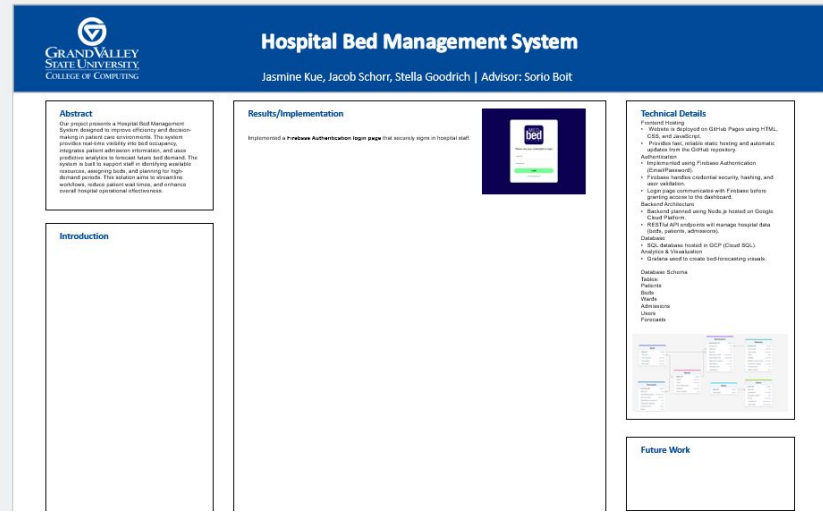 GRANDVALLEY
STATE UNIVERSITY
COLLEGE OF COMPUTING
Hospital Bed Management System
Jasmine Kue, Jacob Schorr, Stella Goodrich | Advisor: Sorio Boit
Abstract
Our project presents a Hospital Bed Management
System designed to improve efficiency and decision-
making in patient care environments. The system
provides real-time visibility into bed occupancy,
integrates patient admission information, and uses
predictive analytics to forecast future bed demand. The
system is built to support staff in identifying available
resources, assigning beds, and planning for high-
demand periods. This solution aims to streamline
workflows, reduce patient wait times, and enhance
overall hospital operational effectiveness.
Introduction
Results/Implementation
Implemented a Firebase Authentication login page that securely signs in hospital staff.
bed
Technical Details
Frontend Hosting
• Website is deployed on GitHub Pages using HTML,
CSS, and JavaScript.
• Provides fast, reliable static hosting and automatic
updates from the GitHub repository.
Authentication
• Implemented using Firebase Authentication
(Email/Password).
• Firebase handles credential security, hashing, and
user validation.
• Login page communicates with Firebase before
granting access to the dashboard.
Backend Architecture
• Backend planned using Node.js hosted on Google
Cloud Platform.
• RESTful API endpoints will manage hospital data
(beds, patients, admissions).
Database
• SQL database hosted in GCP (Cloud SQL).
Analytics & Visualization
• Grafana used to create bed-forecasting visuals.
Database Schema
Tables:
Patients
Beds
Wards
Admissions
Users
Forecasts
Future Work